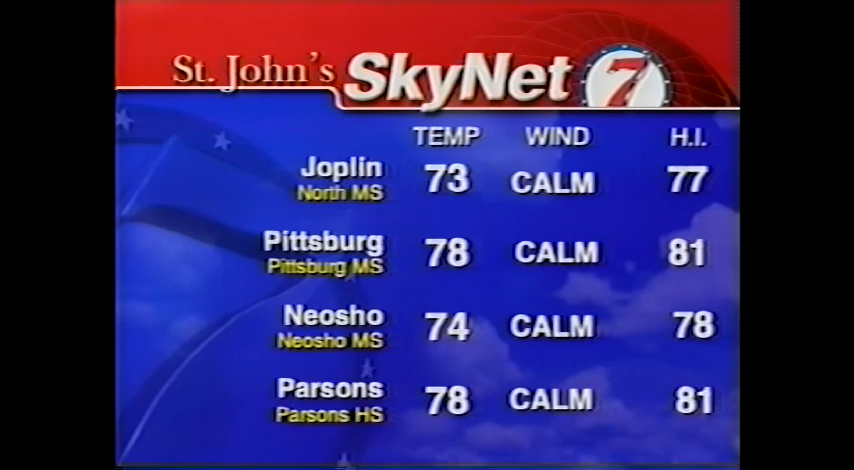 St. John's SkyNet 7
TEMP WIND H.I.
Joplin 73 CALM 77
North MS
Pittsburg 78 CALM 81
Pittsburg MS
Neosho 74 CALM 78
Neosho MS
Parsons 78 CALM 81
Parsons HS